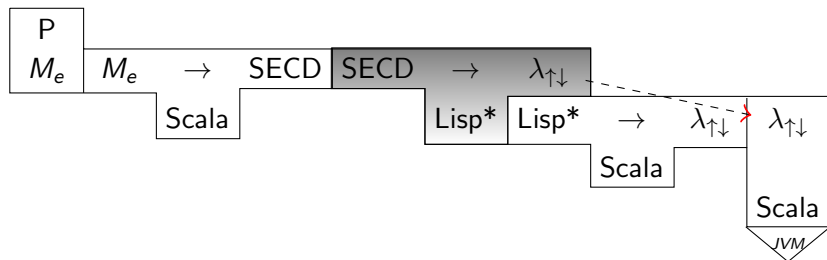 P
M_e M_e → SECD SECD → λ↑↓
Scala Lisp* Lisp* → λ↑↓ λ↑↓
Scala Scala
JVM